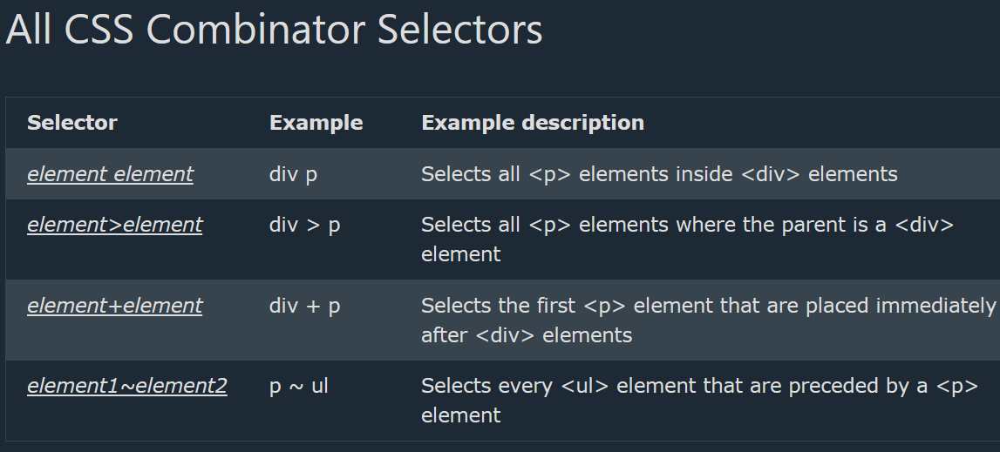 All CSS Combinator Selectors
Selector Example Example description
element element div p Selects all <p> elements inside <div> elements
element>element div > p Selects all <p> elements where the parent is a <div>
element
element+element div + p Selects the first <p> element that are placed immediately
after <div> elements
element1~element2 p ~ ul Selects every <ul> element that are preceded by a <p>
element